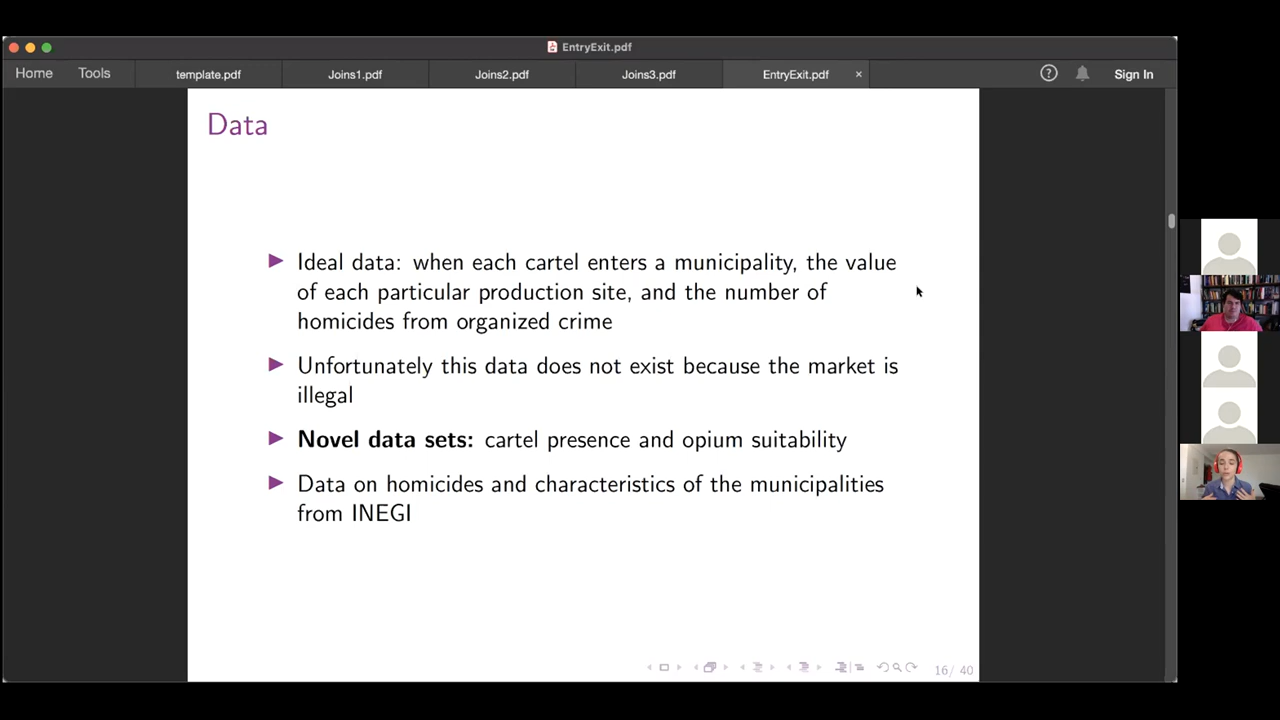 EntryExit.pdf
Home Tools template.pdf Joins1.pdf Joins2.pdf Joins3.pdf EntryExit.pdf × ? Sign In
Data
Ideal data: when each cartel enters a municipality, the value
of each particular production site, and the number of
homicides from organized crime
Unfortunately this data does not exist because the market is
illegal
Novel data sets: cartel presence and opium suitability
Data on homicides and characteristics of the municipalities
from INEGI
16/40